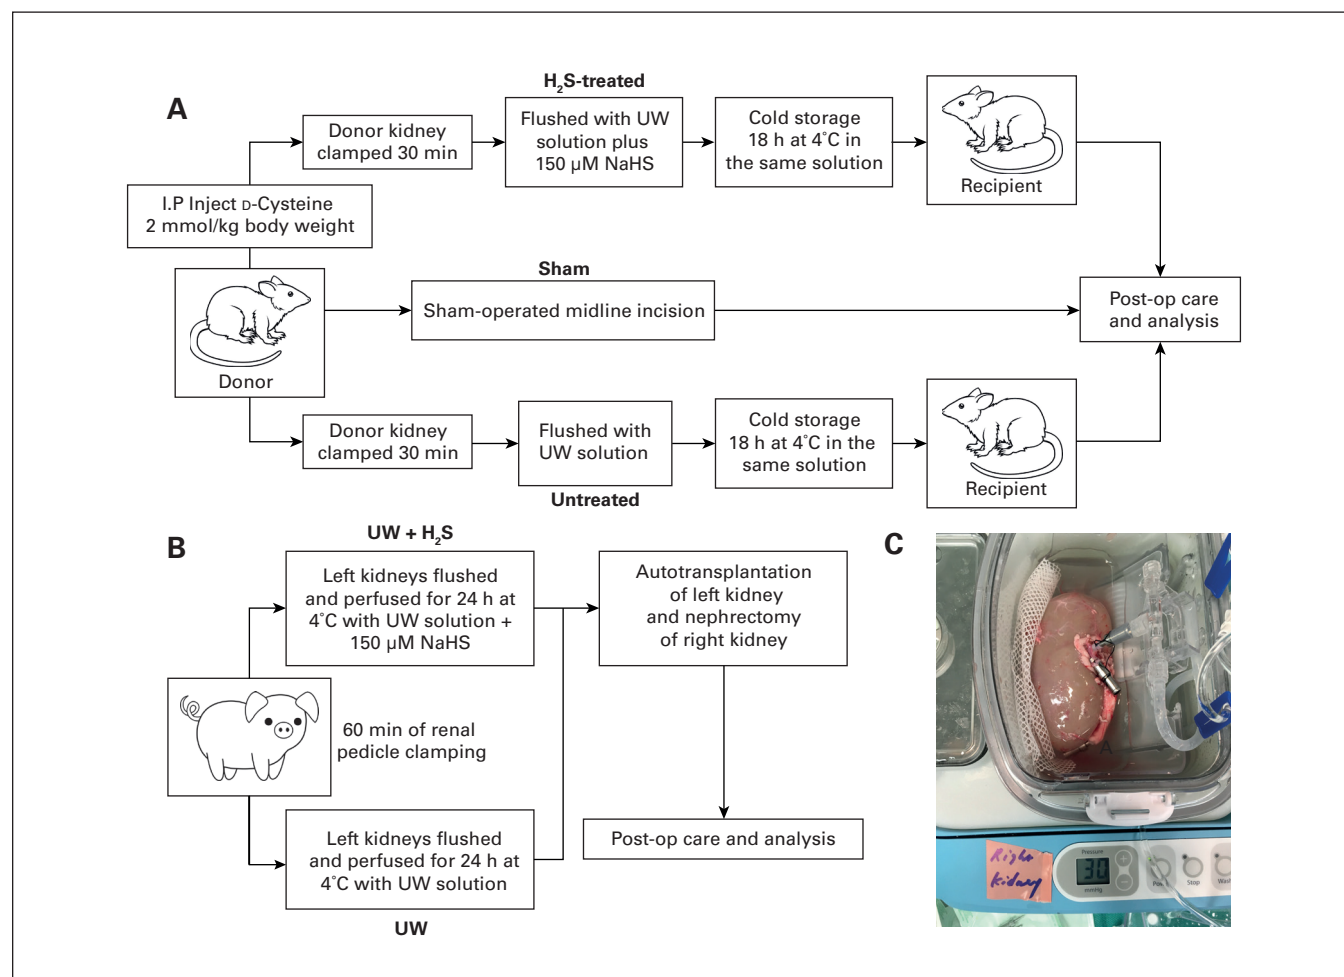 A
H₂S-treated
Donor kidney
clamped 30 min
Flushed with UW
solution plus
150 µM NaHS
Cold storage
18 h at 4˚C in
the same solution
Recipient
I.P Inject D-Cysteine
2 mmol/kg body weight
Donor
Sham
Sham-operated midline incision
Post-op care
and analysis
Donor kidney
clamped 30 min
Flushed with
UW solution
Untreated
Cold storage
18 h at 4˚C in the
same solution
Recipient
B
UW + H₂S
Left kidneys flushed
and perfused for 24 h at
4˚C with UW solution +
150 µM NaHS
60 min of renal
pedicle clamping
Left kidneys flushed
and perfused for 24 h at
4˚C with UW solution
UW
Autotransplantation
of left kidney
and nephrectomy
of right kidney
Post-op care and analysis
C
A
Right
Kidney
Pressure
30
mmHg
Stop
Wash